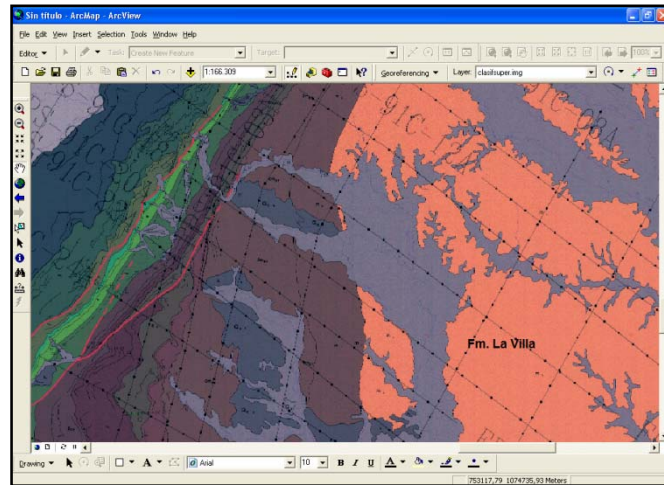 Sin título - ArcMap - ArcView
File Edit View Insert Selection Tools Window Help
Editor Task: Create New Feature Target: 100%
1:166.309 Georeferencing Layer: clasifsuper.img
Fm. La Villa
Drawing A Arial 10 B I U A
753117,79 1074735,93 Meters